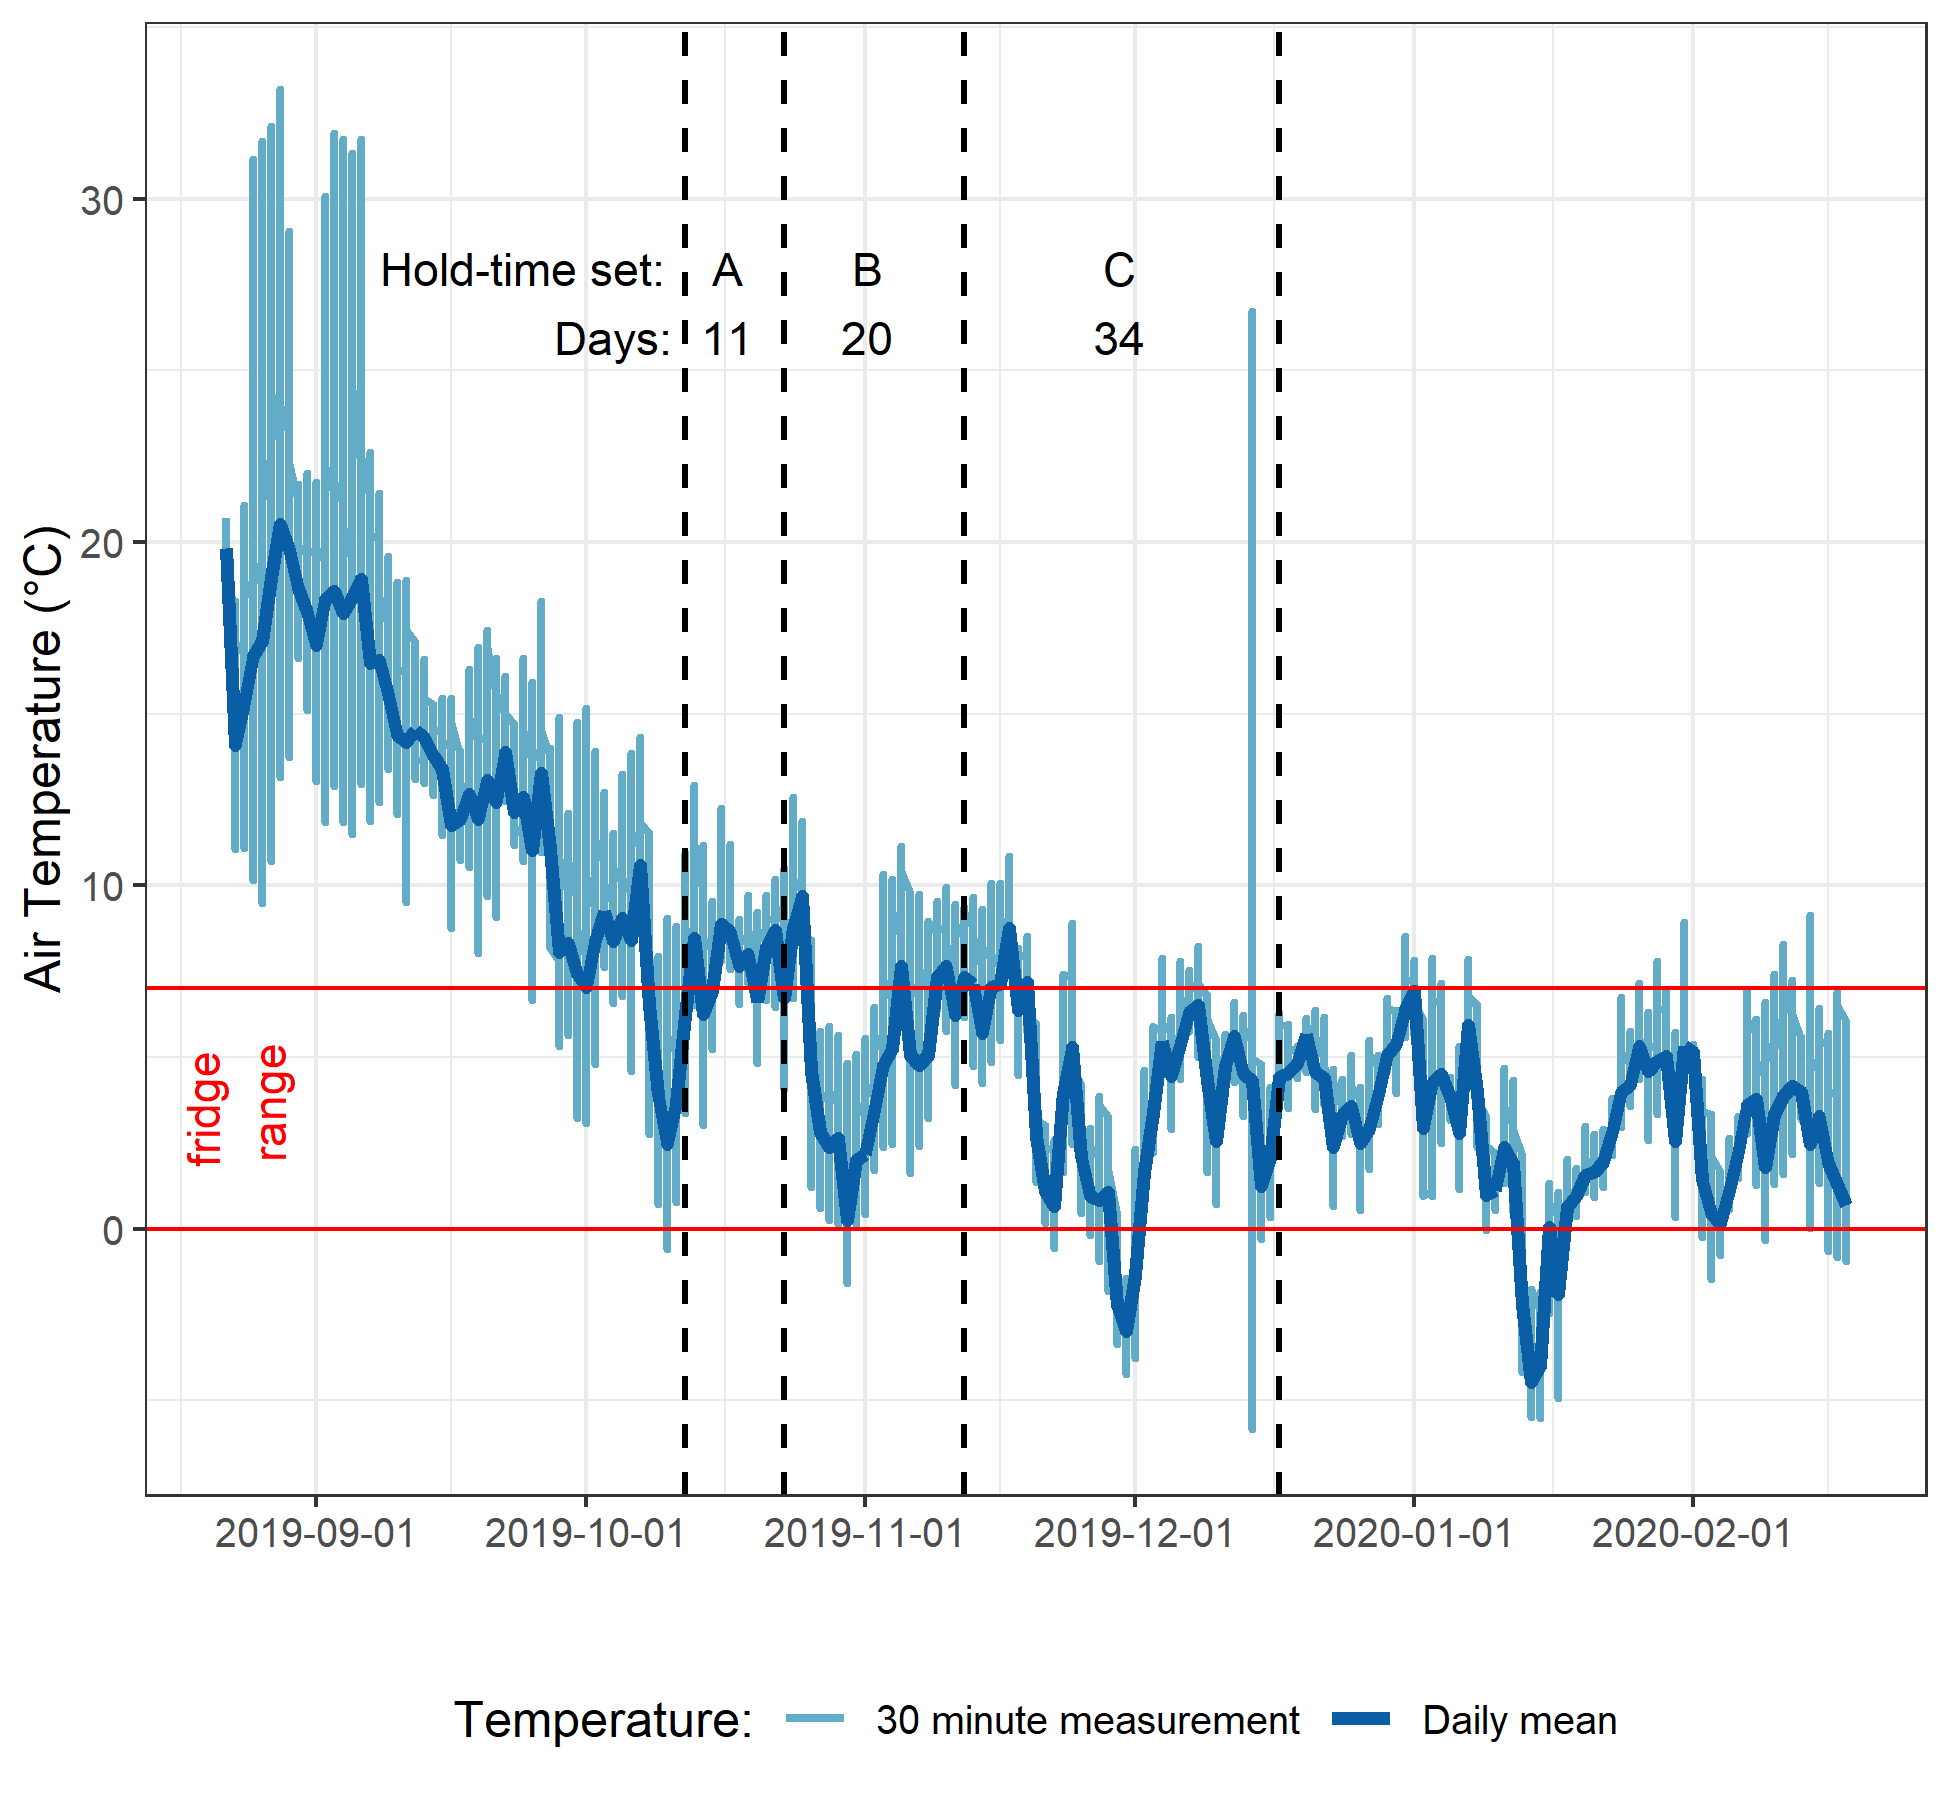 Hold-time set: A B C
Days: 11 20 34
30
20
10
0
Air Temperature (°C)
fridge
range
2019-09-01 2019-10-01 2019-11-01 2019-12-01 2020-01-01 2020-02-01
Temperature: 30 minute measurement Daily mean